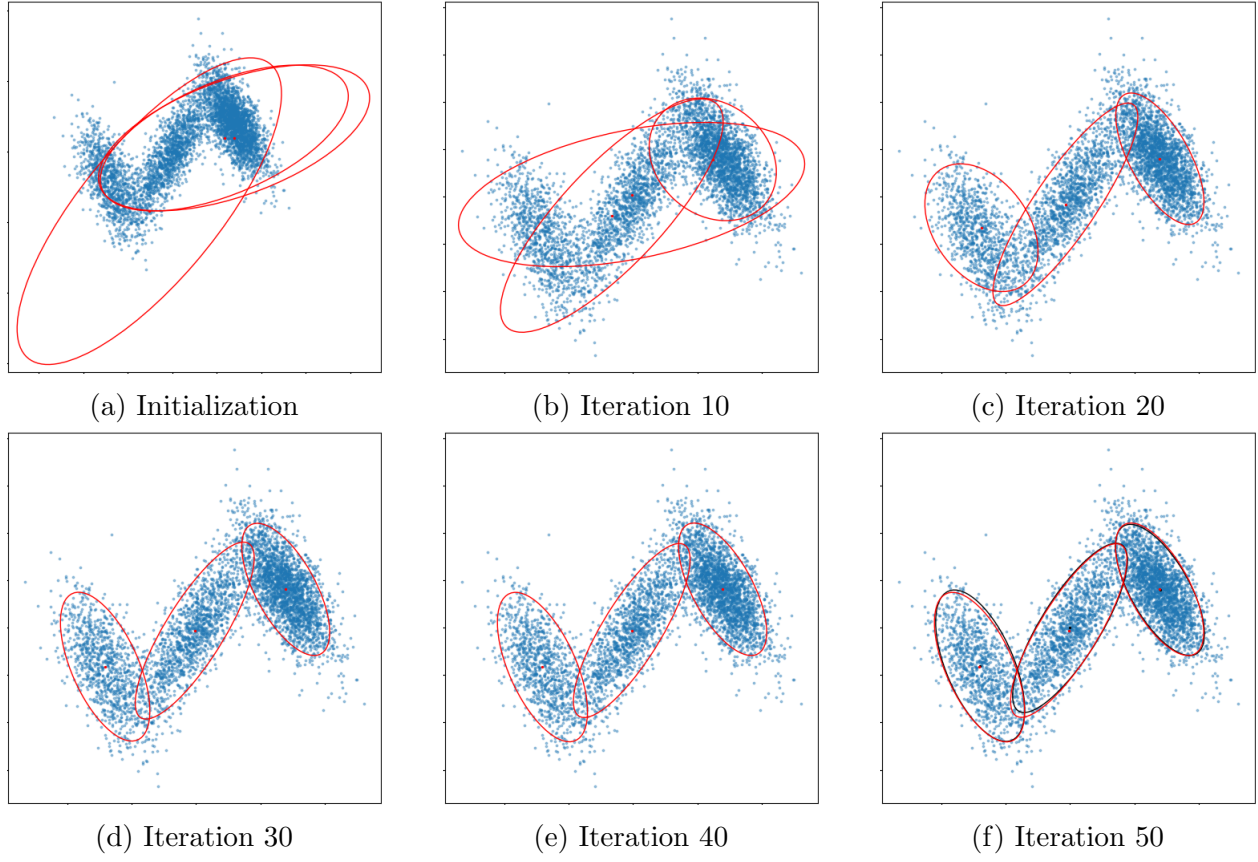 (a) Initialization
(b) Iteration 10
(c) Iteration 20
(d) Iteration 30
(e) Iteration 40
(f) Iteration 50